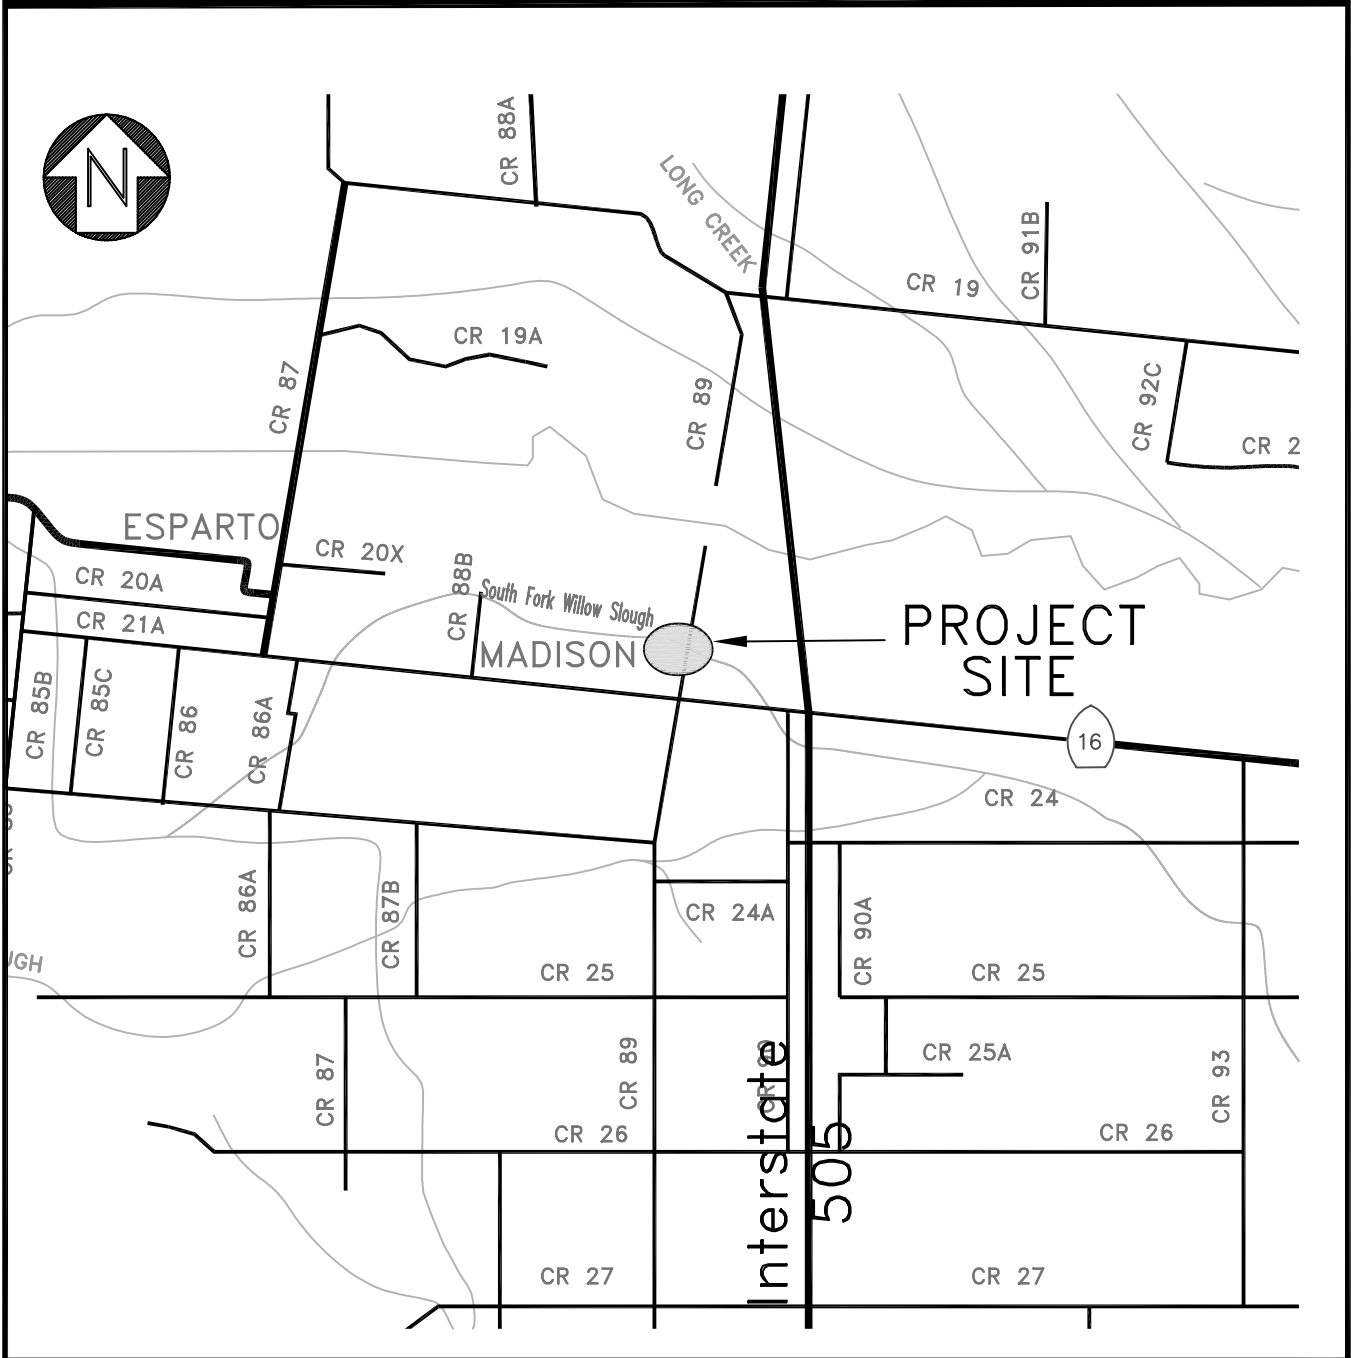 CR 88A
N
LONG CREEK
CR 91B
CR 19
CR 19A
CR 87
CR 89
CR 92C
CR 2
ESPARTO
CR 20X
CR 20A
CR 88B
South Fork Willow Slough
CR 21A
MADISON
PROJECT
SITE
CR 85B
CR 85C
CR 86
CR 86A
16
CR 24
CR 86A
CR 87B
CR 24A
CR 90A
UGH
CR 25
CR 25
CR 87
CR 89
CR 25A
CR 93
CR 26
CR 26
Interstate
505
CR 27
CR 27